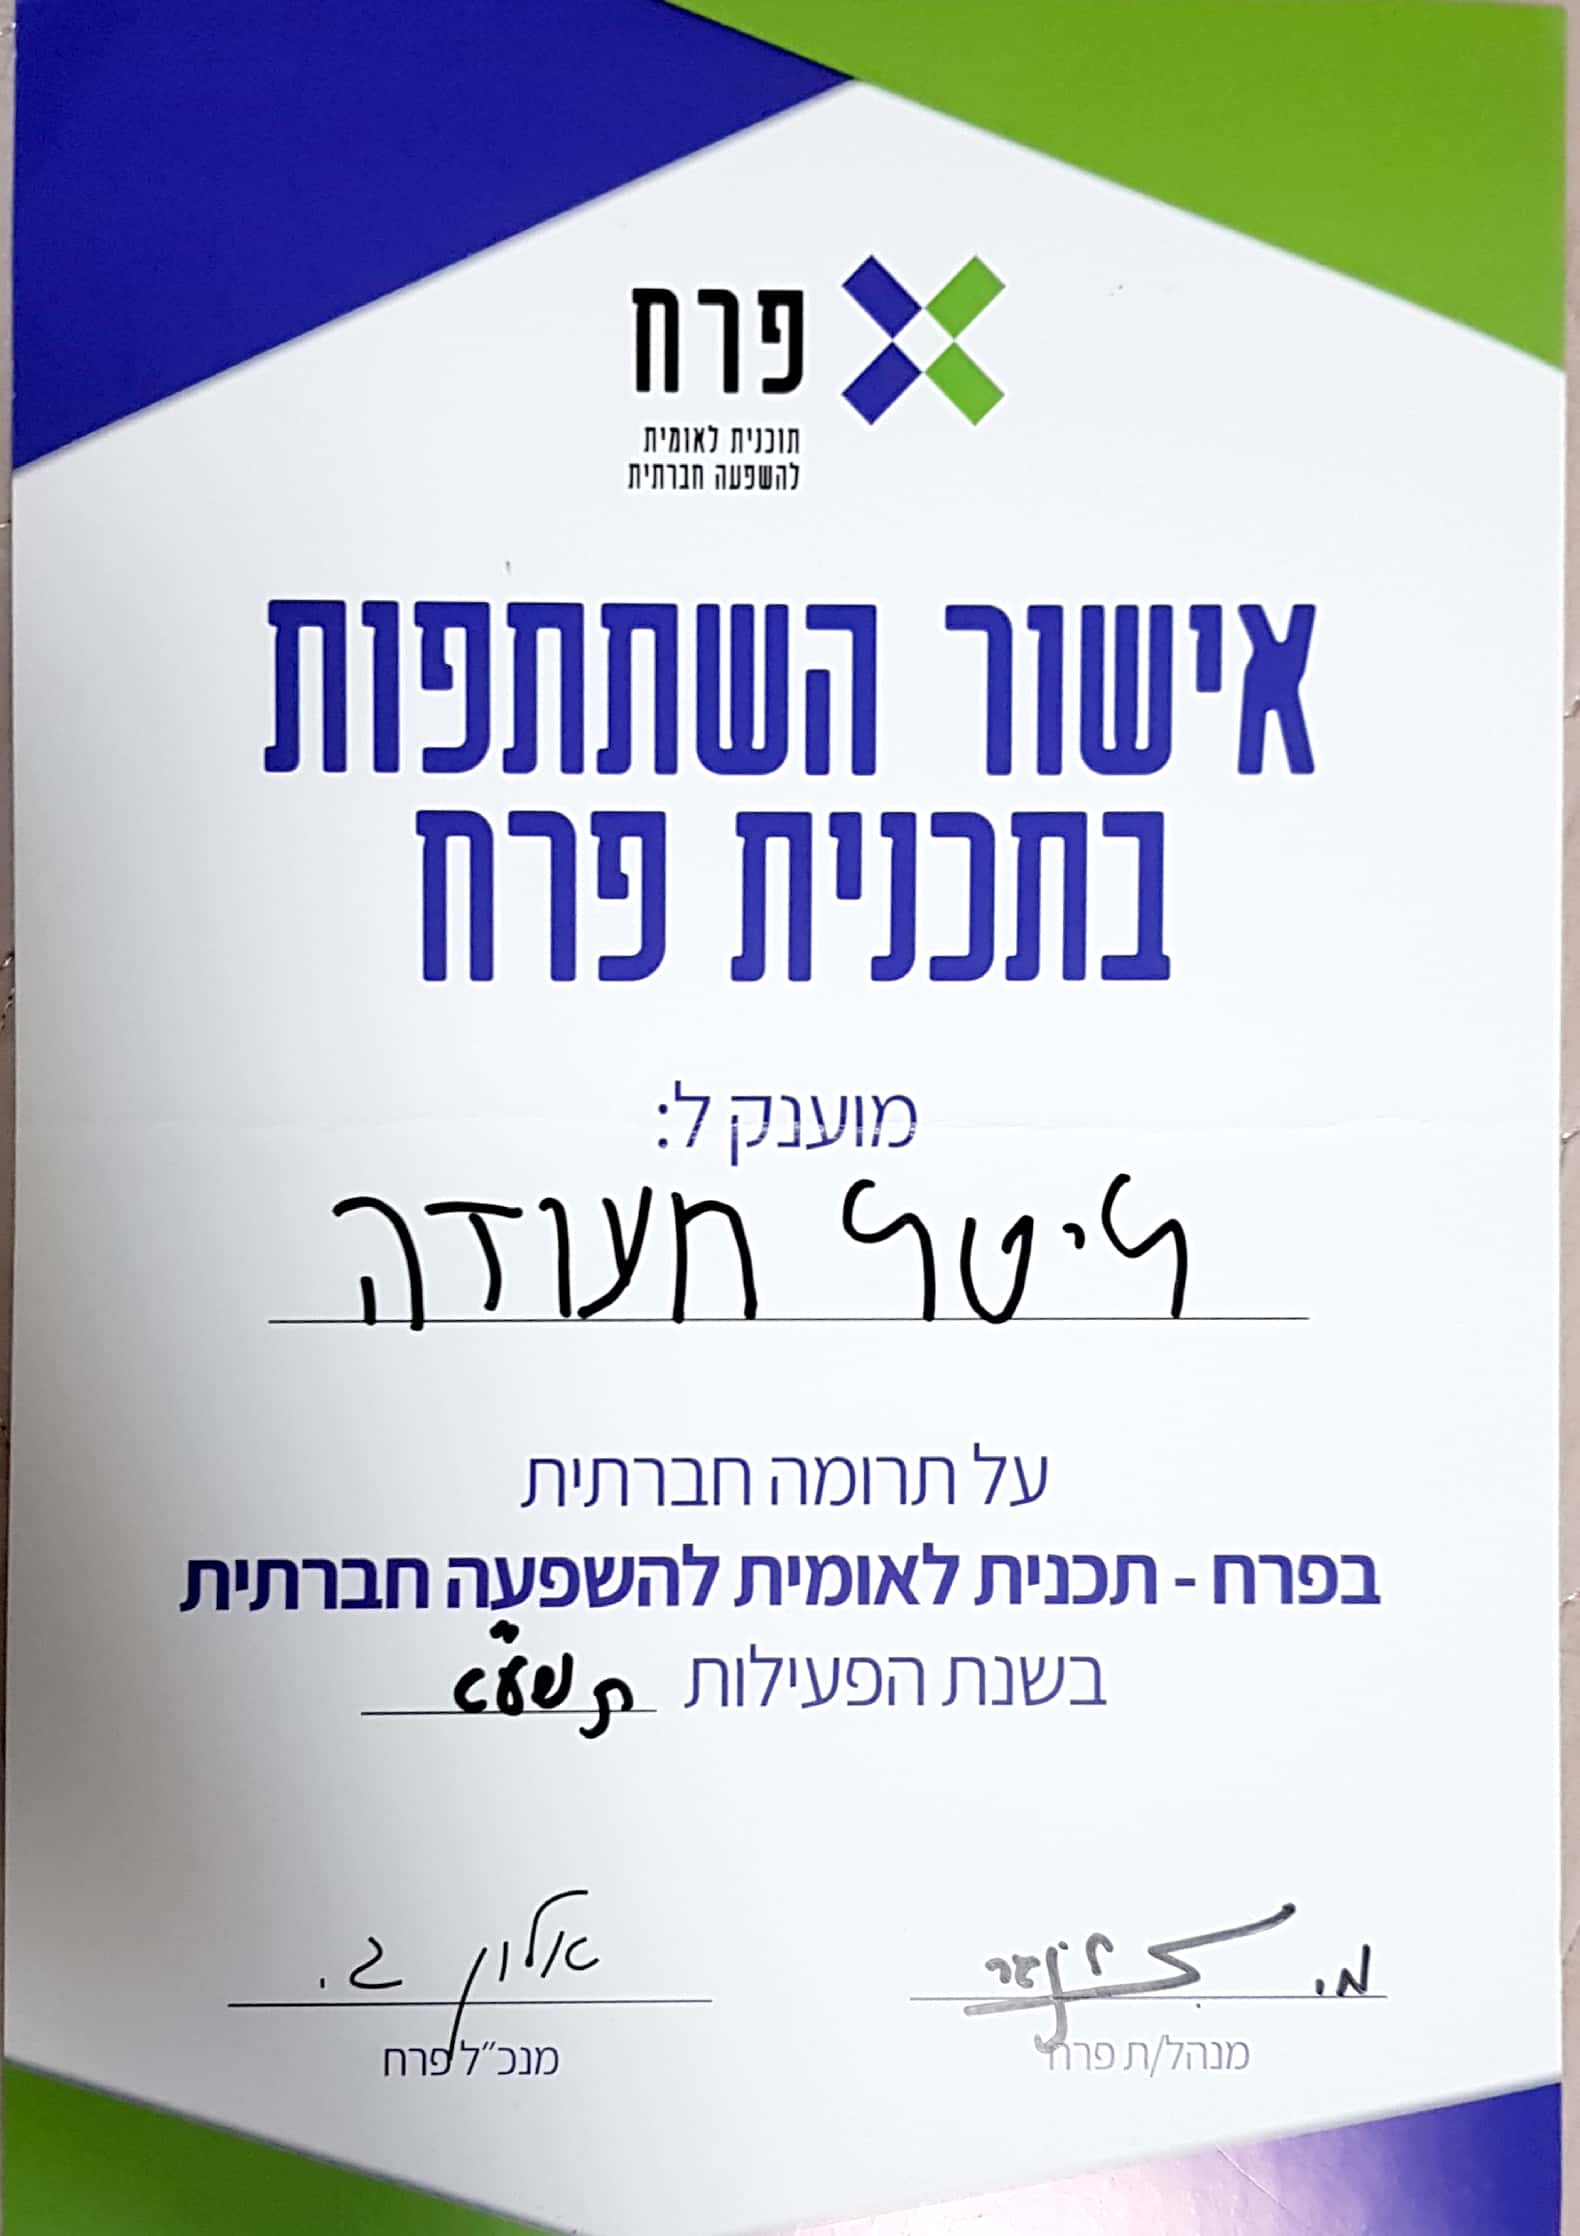 פרח
תוכנית לאומית
להשפעה חברתית
אישור השתתפות
בתכנית פרח
מוענק ל:
ליטל חעודה
על תרומה חברתית
בפרח - תכנית לאומית להשפעה חברתית
בשנת הפעילות
מ.
אלון ג.
מנהל/ת פרח
מנכ״ל פרח